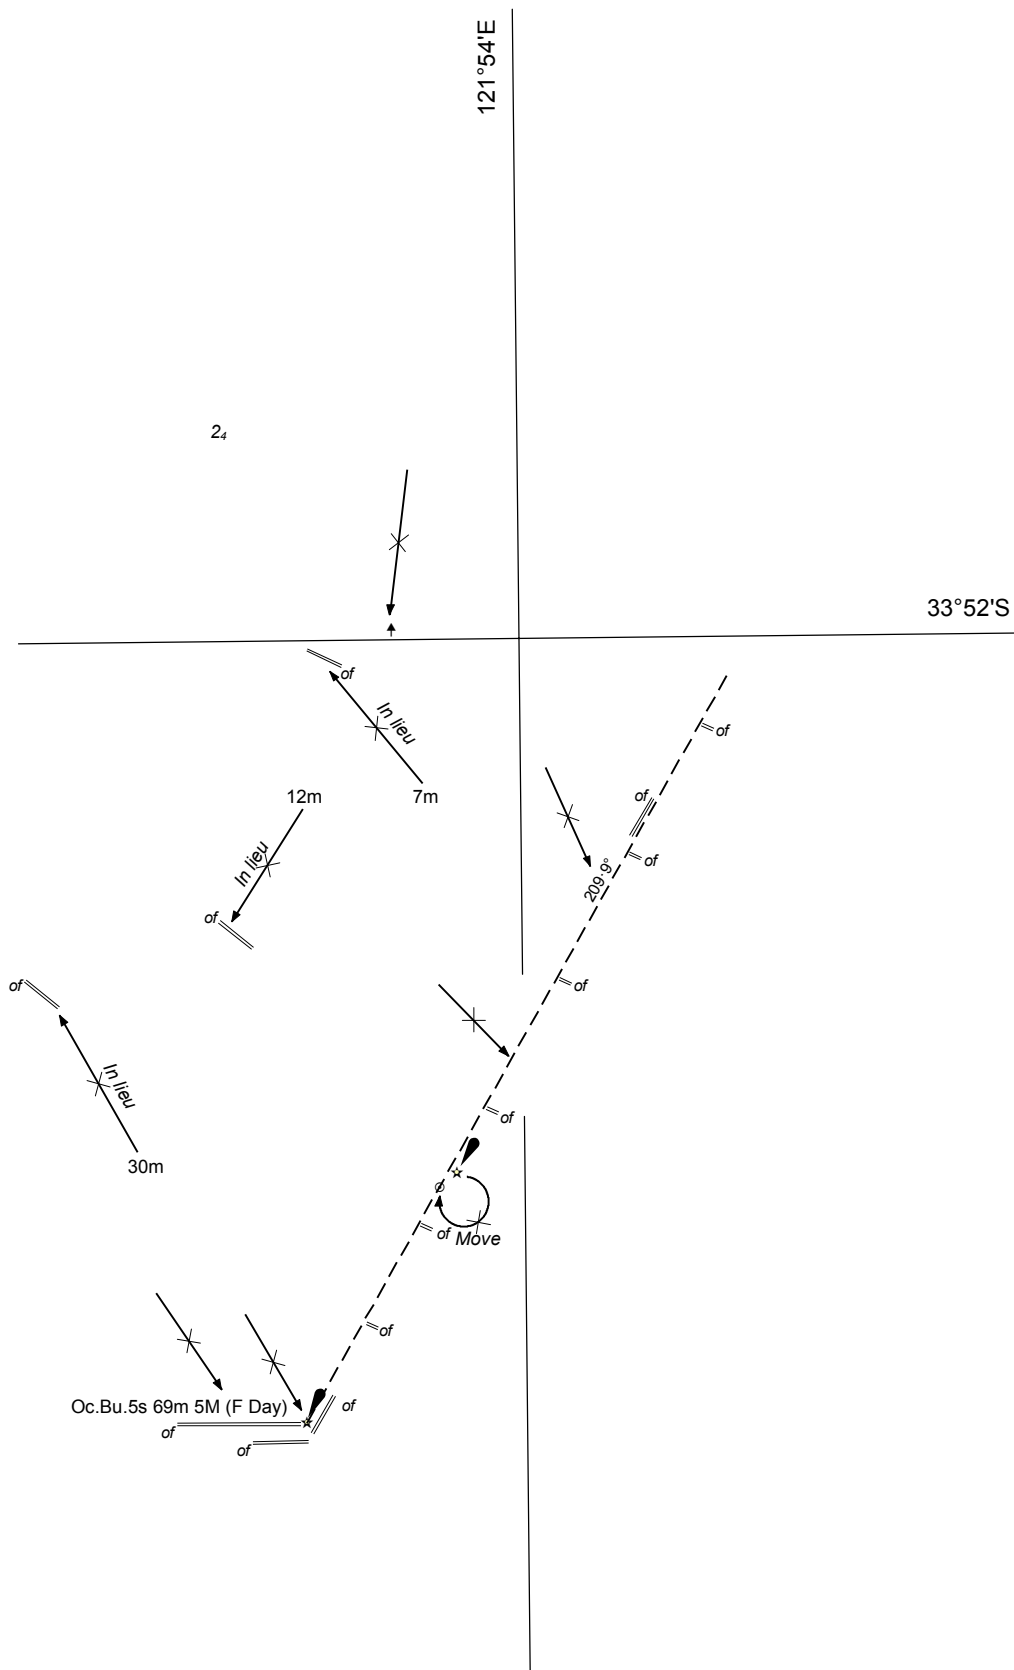 121°54'E
2₄
33°52'S
of
In lieu
of
12m
7m
of
In lieu
of
209·9°
of
of
of
In lieu
of
30m
of
Move
of
Oc.Bu.5s 69m 5M (F Day)
of
of
of